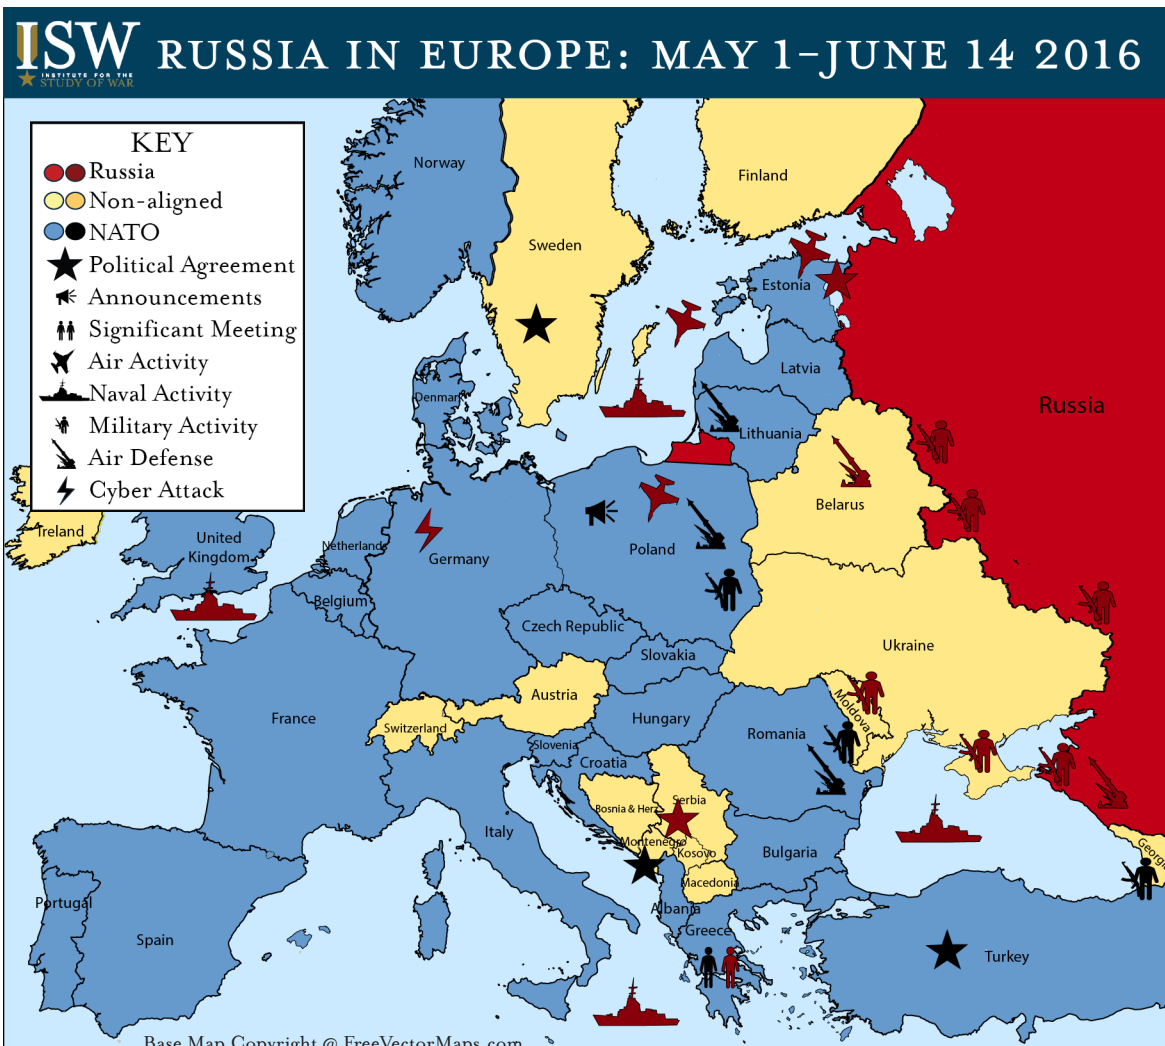 ISW
INSTITUTE FOR THE
STUDY OF WAR
RUSSIA IN EUROPE: MAY 1–JUNE 14 2016
KEY
Russia
Non-aligned
NATO
Political Agreement
Announcements
Significant Meeting
Air Activity
Naval Activity
Military Activity
Air Defense
Cyber Attack
Norway
Finland
Sweden
Estonia
Latvia
Denmark
Russia
Lithuania
Belarus
Ireland
United
Kingdom
Netherlands
Germany
Poland
Belgium
Czech Republic
Ukraine
Slovakia
Austria
Moldova
France
Switzerland
Hungary
Romania
Slovenia
Croatia
Bosnia & Herz.
Serbia
Italy
Montenegro
Kosovo
Bulgaria
Georgia
Macedonia
Portugal
Albania
Spain
Greece
Turkey
Base Map Copyright @ FreeVectorMaps.com